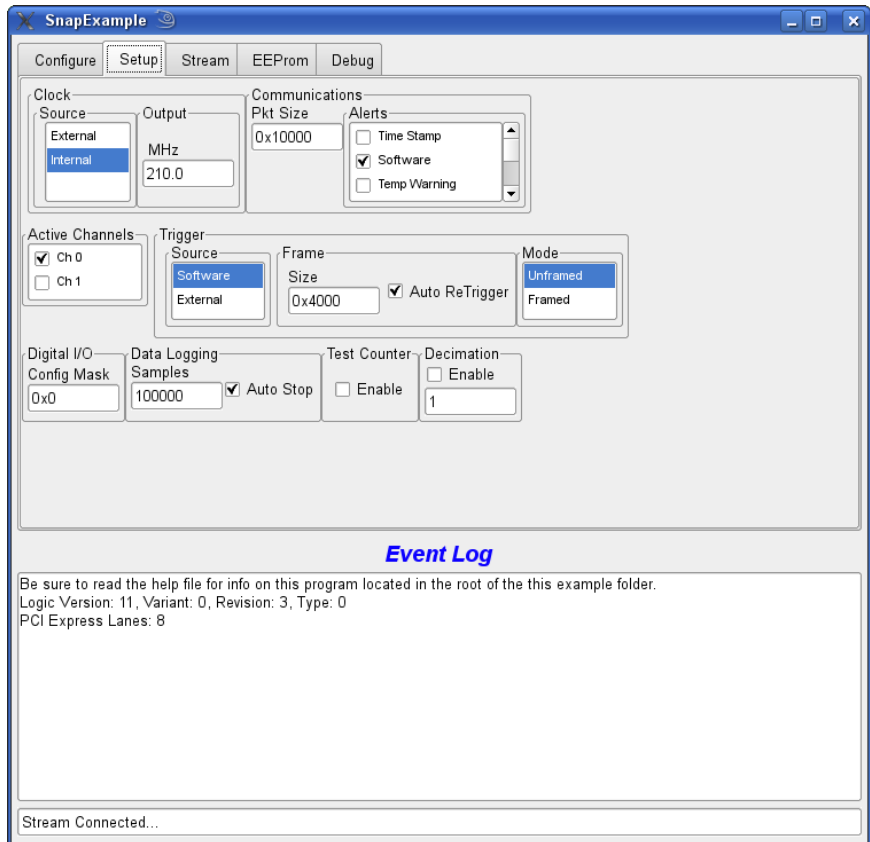 SnapExample
Configure Setup Stream EEProm Debug
Clock
Source
External
Internal
Output
MHz
210.0
Communications
Pkt Size
0x10000
Alerts
Time Stamp
Software
Temp Warning
Active Channels
Ch 0
Ch 1
Trigger
Source
Software
External
Frame
Size
0x4000
Auto ReTrigger
Mode
Unframed
Framed
Digital I/O
Config Mask
0x0
Data Logging
Samples
100000
Auto Stop
Test Counter
Enable
Decimation
Enable
1
Event Log
Be sure to read the help file for info on this program located in the root of the this example folder.
Logic Version: 11, Variant: 0, Revision: 3, Type: 0
PCI Express Lanes: 8
Stream Connected...